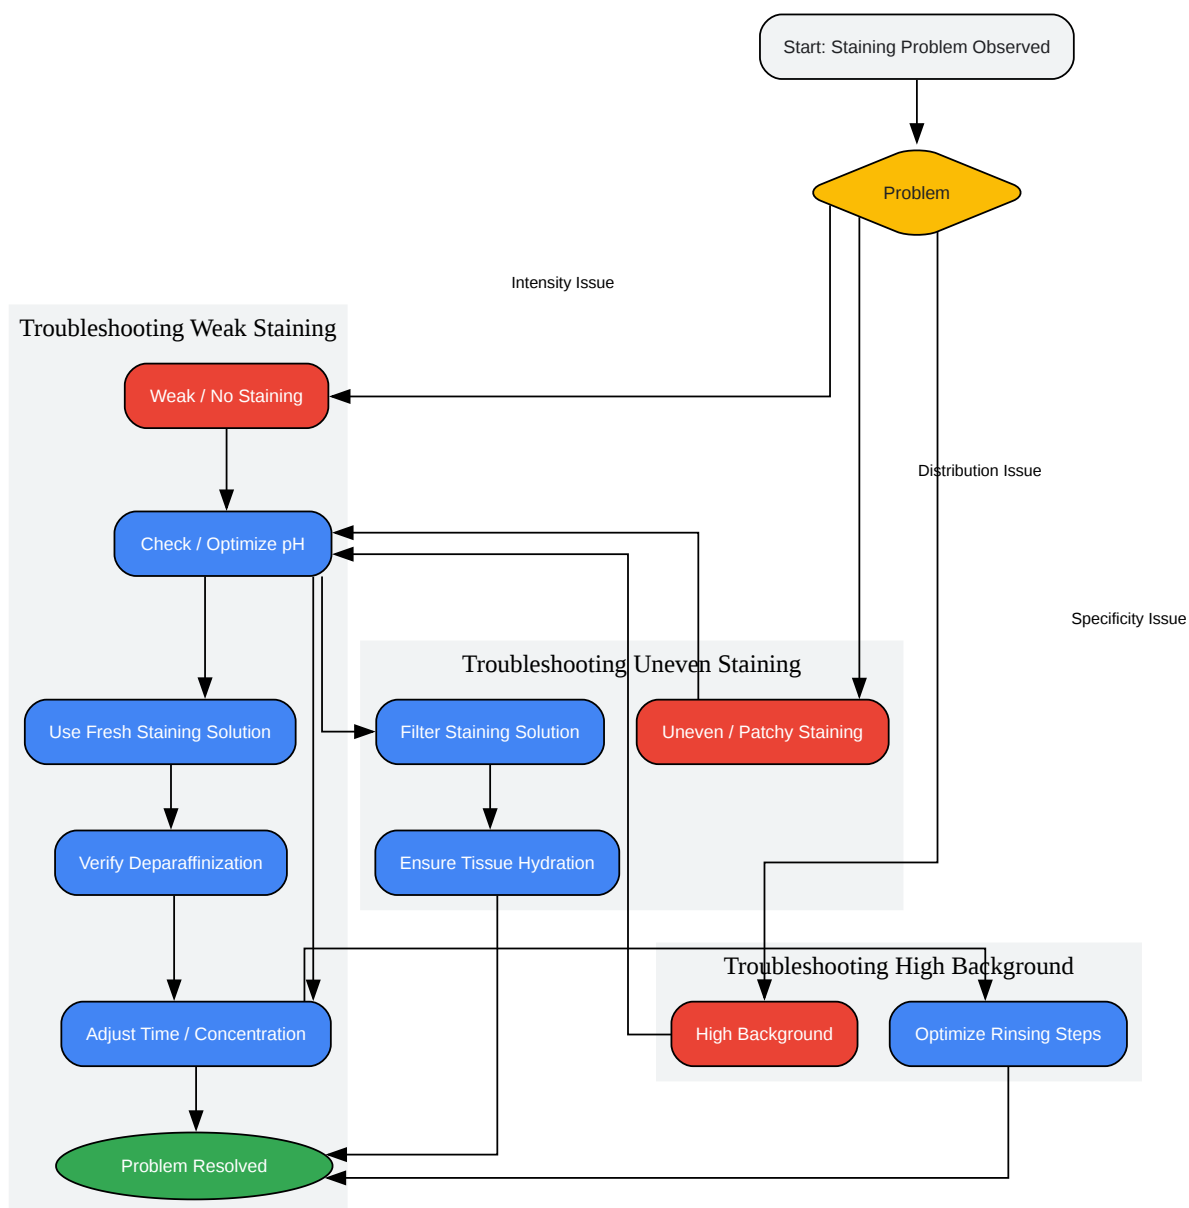 Start: Staining Problem Observed
Problem
Intensity Issue
Troubleshooting Weak Staining
Weak / No Staining
Distribution Issue
Check / Optimize pH
Specificity Issue
Troubleshooting Uneven Staining
Use Fresh Staining Solution
Filter Staining Solution
Uneven / Patchy Staining
Verify Deparaffinization
Ensure Tissue Hydration
Troubleshooting High Background
Adjust Time / Concentration
High Background
Optimize Rinsing Steps
Problem Resolved